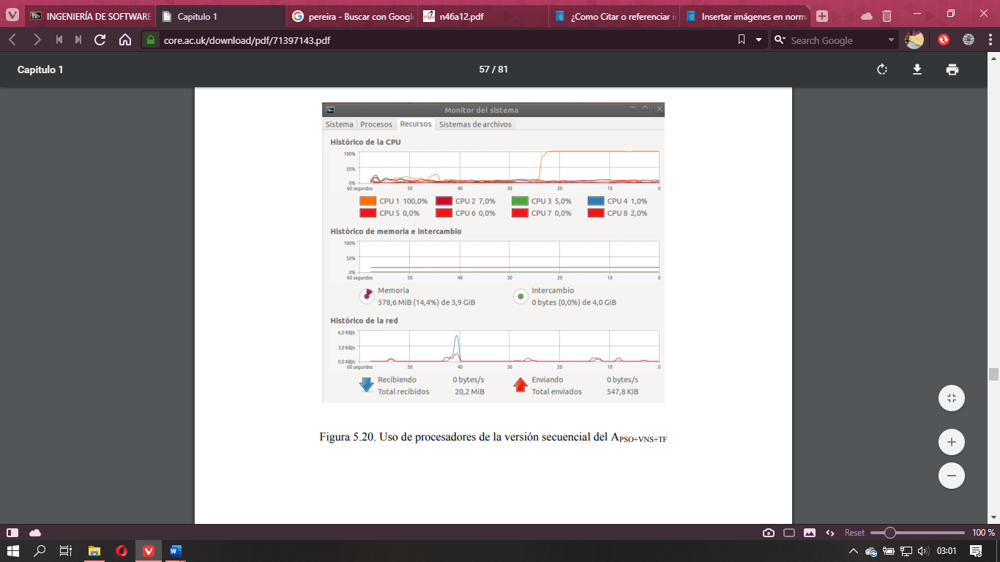 INGENIERÍA DE SOFTWARE
Capitulo 1
pereira - Buscar con Google
n46a12.pdf
¿Como Citar o referenciar i
Insertar imágenes en norm
core.ac.uk/download/pdf/71397143.pdf
Search Google
Capitulo 1
57 / 81
Monitor del sistema
Sistema Procesos Recursos Sistemas de archivos
Histórico de la CPU
100%
50%
0%
60 segundos 50 40 30 20 10 0
CPU 1 100,0% CPU 2 7,0% CPU 3 5,0% CPU 4 1,0%
CPU 5 0,0% CPU 6 0,0% CPU 7 0,0% CPU 8 2,0%
Histórico de memoria e intercambio
100%
50%
0%
60 segundos 50 40 30 20 10 0
Memoria
578,6 MiB (14,4%) de 3,9 GiB
Intercambio
0 bytes (0,0%) de 4,0 GiB
Histórico de la red
6,0 KiB/s
3,0 KiB/s
0,0 KiB/s
60 segundos 50 40 30 20 10 0
Recibiendo 0 bytes/s
Total recibidos 20,2 MiB
Enviando 0 bytes/s
Total enviados 547,8 KiB
Figura 5.20. Uso de procesadores de la versión secuencial del APSO+VNS+TF
Reset 100 %
03:01